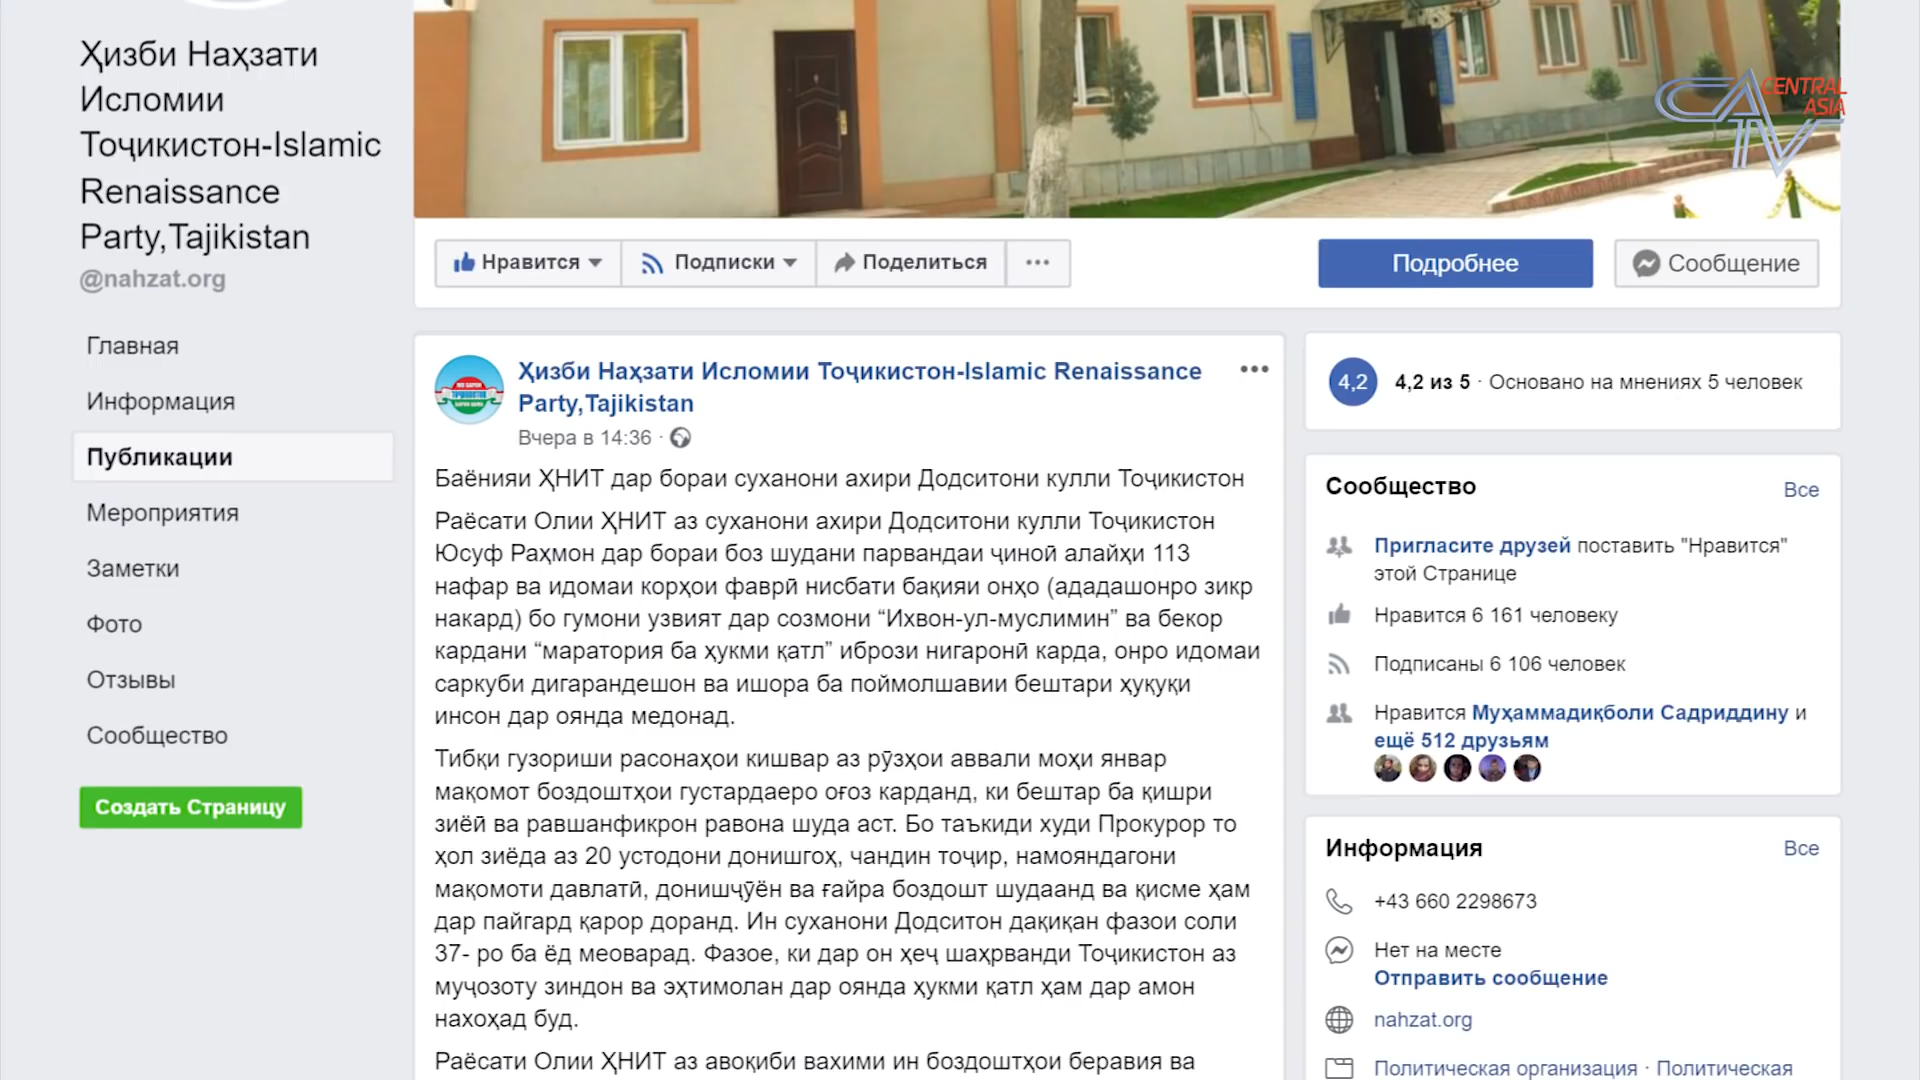 CENTRAL
ASIA
TV
Ҳизби Наҳзати
Исломии
Тоҷикистон-Islamic
Renaissance
Party,Tajikistan
@nahzat.org
Главная
Информация
Публикации
Мероприятия
Заметки
Фото
Отзывы
Сообщество
Создать Страницу
Нравится
Подписки
Поделиться
Подробнее
Сообщение
Ҳизби Наҳзати Исломии Тоҷикистон-Islamic Renaissance
Party,Tajikistan
Вчера в 14:36 ·
Баёнияи ҲНИТ дар бораи суханони ахири Додситони кулли Тоҷикистон
Раёсати Олии ҲНИТ аз суханони ахири Додситони кулли Тоҷикистон
Юсуф Раҳмон дар бораи боз шудани парвандаи ҷиноӣ алайҳи 113
нафар ва идомаи корҳои фаврӣ нисбати бақияи онҳо (ададашонро зикр
накард) бо гумони узвият дар созмони “Ихвон-ул-муслимин” ва бекор
кардани “маратория ба ҳукми қатл” ибрози нигаронӣ карда, онро идомаи
саркуби дигарандешон ва ишора ба поймолшавии бештари ҳуқуқи
инсон дар оянда медонад.
Тибқи гузориши расонаҳои кишвар аз рӯзҳои аввали моҳи январ
мақомот боздоштҳои густардаеро оғоз карданд, ки бештар ба қишри
зиёӣ ва равшанфикрон равона шуда аст. Бо таъкиди худи Прокурор то
ҳол зиёда аз 20 устодони донишгоҳ, чандин тоҷир, намояндагони
мақомоти давлатӣ, донишҷӯён ва ғайра боздошт шудаанд ва қисме ҳам
дар пайгард қарор доранд. Ин суханони Додситон дақиқан фазои соли
37- ро ба ёд меоварад. Фазое, ки дар он ҳеҷ шаҳрванди Тоҷикистон аз
муҷозоту зиндон ва эҳтимолан дар оянда ҳукми қатл ҳам дар амон
нахоҳад буд.
Раёсати Олии ҲНИТ аз авоқиби вахими ин боздоштҳои беравия ва
4,2
4,2 из 5 · Основано на мнениях 5 человек
Сообщество
Все
Пригласите друзей поставить "Нравится"
этой Странице
Нравится 6 161 человеку
Подписаны 6 106 человек
Нравится Муҳаммадиқболи Садриддину и
ещё 512 друзьям
Информация
Все
+43 660 2298673
Нет на месте
Отправить сообщение
nahzat.org
Политическая организация · Политическая